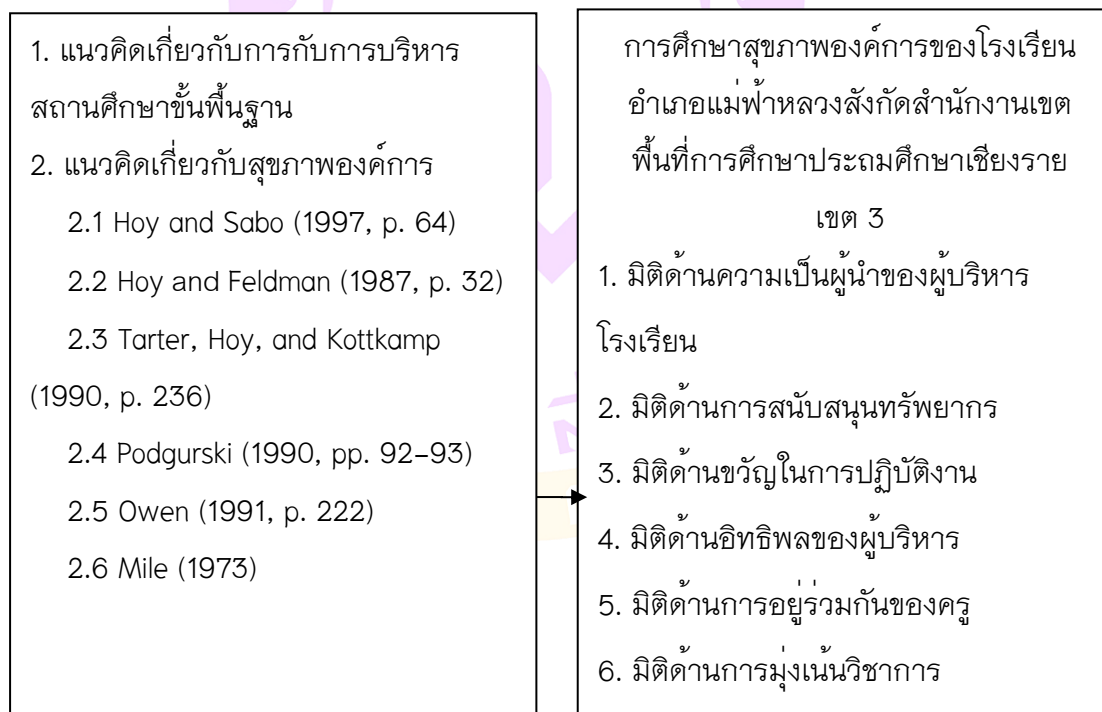 1. แนวคิดเกี่ยวกับการกับการบริหาร
สถานศึกษาขั้นพื้นฐาน
2. แนวคิดเกี่ยวกับสุขภาพองค์การ
2.1 Hoy and Sabo (1997, p. 64)
2.2 Hoy and Feldman (1987, p. 32)
2.3 Tarter, Hoy, and Kottkamp
(1990, p. 236)
2.4 Podgurski (1990, pp. 92–93)
2.5 Owen (1991, p. 222)
2.6 Mile (1973)
การศึกษาสุขภาพองค์การของโรงเรียน
อำเภอแม่ฟ้าหลวงสังกัดสำนักงานเขต
พื้นที่การศึกษาประถมศึกษาเชียงราย
เขต 3
1. มิติด้านความเป็นผู้นำของผู้บริหาร
โรงเรียน
2. มิติด้านการสนับสนุนทรัพยากร
3. มิติด้านขวัญในการปฏิบัติงาน
4. มิติด้านอิทธิพลของผู้บริหาร
5. มิติด้านการอยู่ร่วมกันของครู
6. มิติด้านการมุ่งเน้นวิชาการ